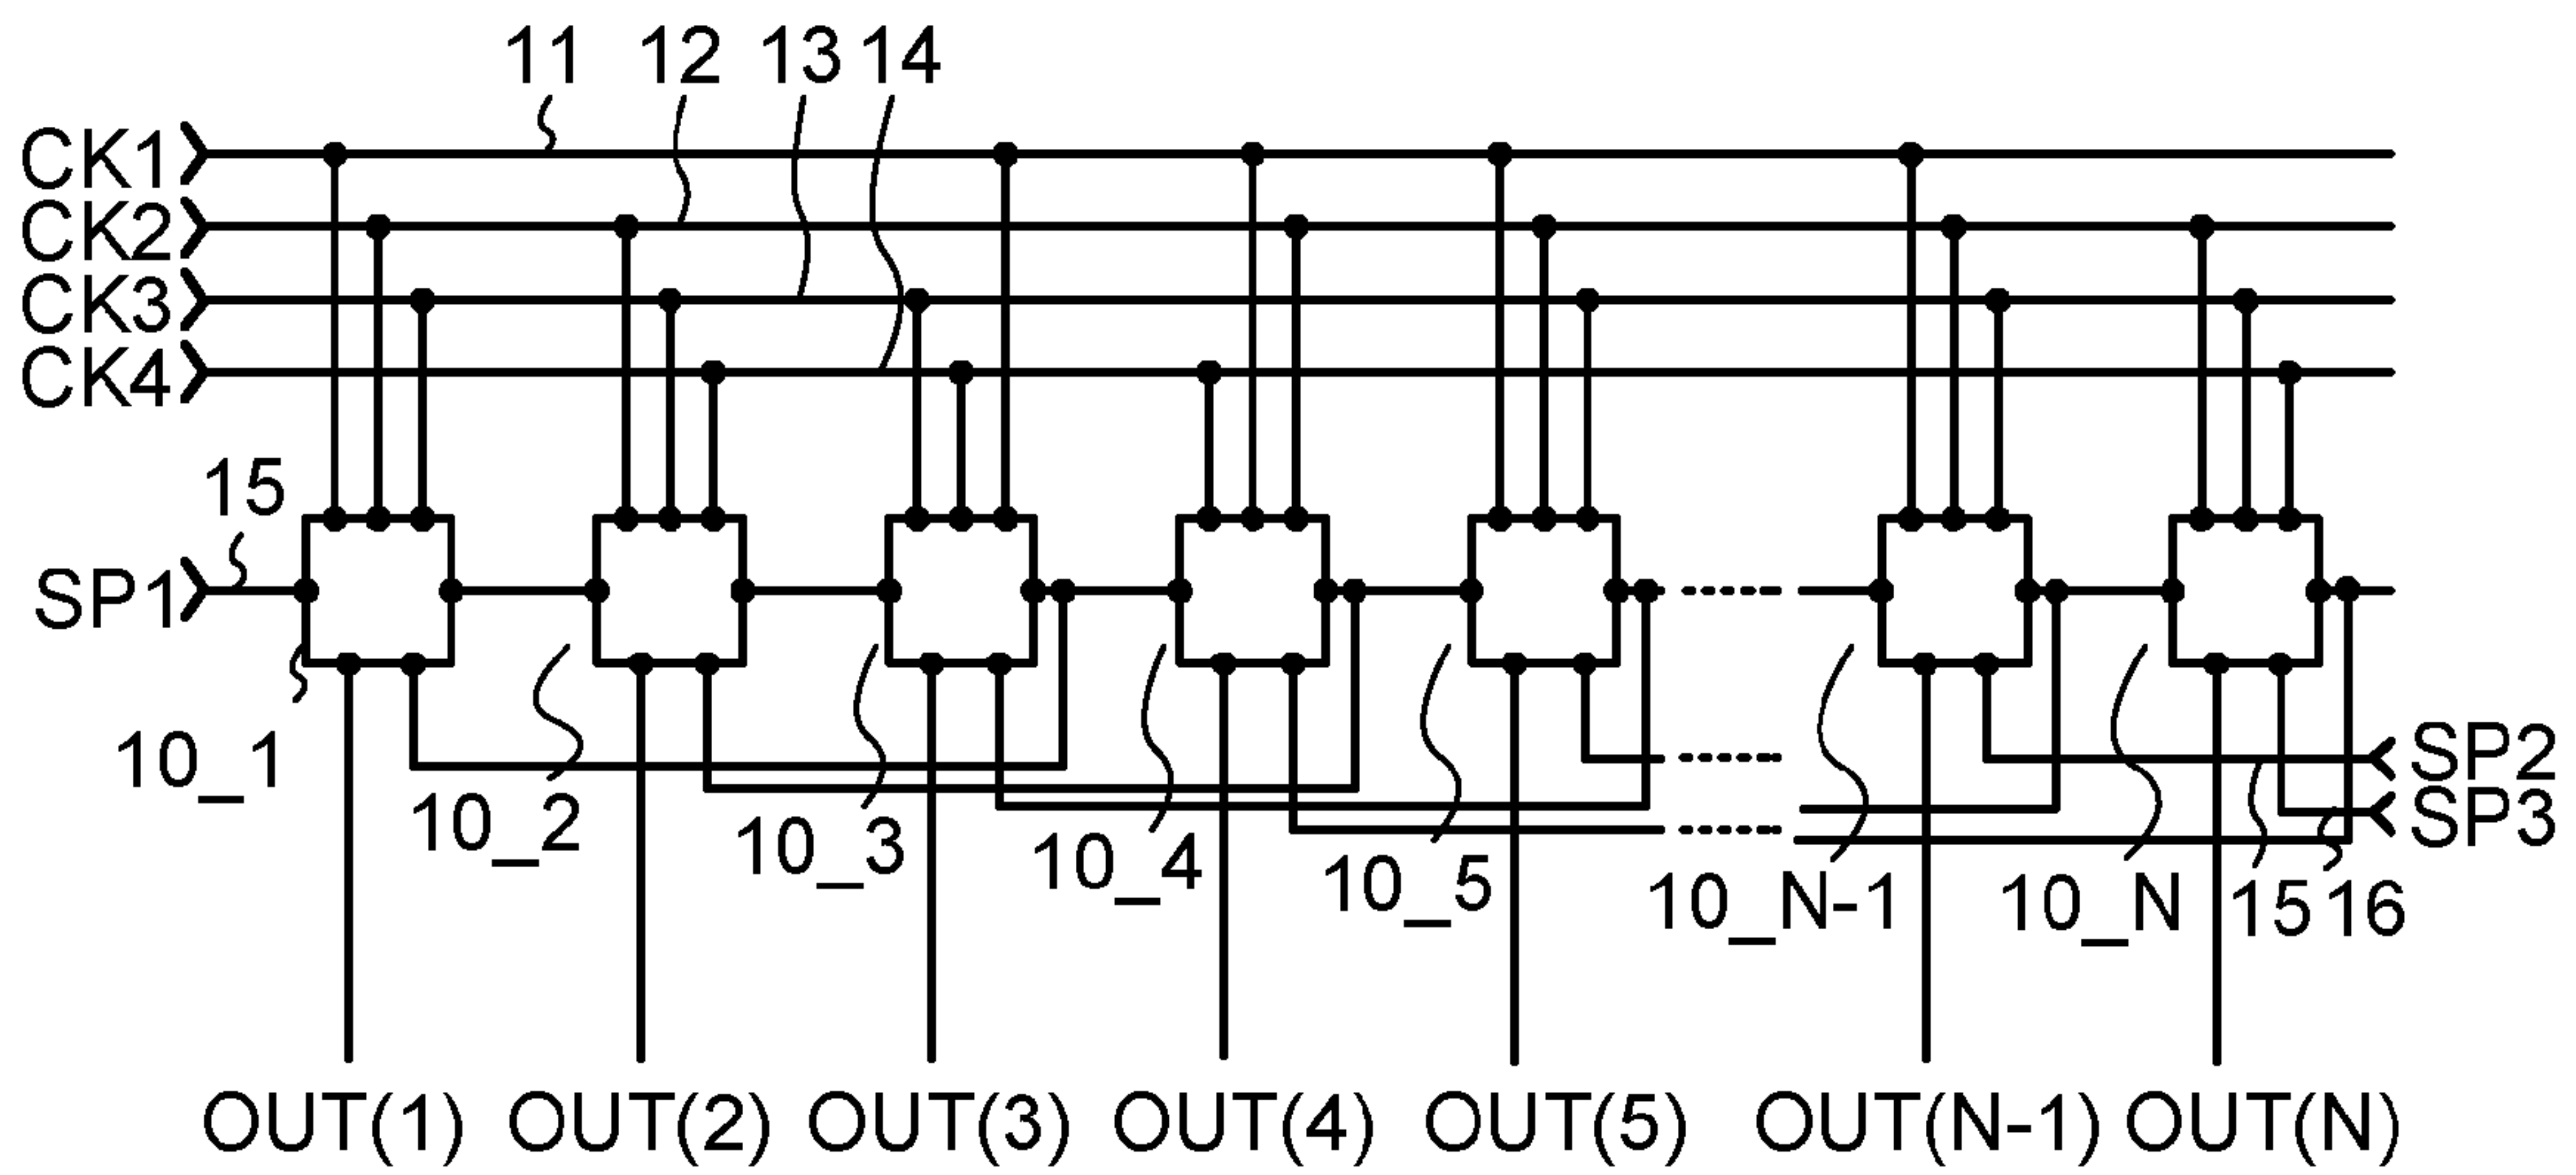 11 12 13 14
CK1
CK2
CK3
CK4
15
SP1
10_1
10_2
10_3
10_4
10_5
10_N-1
10_N
15 16
SP2
SP3
OUT(1) OUT(2) OUT(3) OUT(4) OUT(5) OUT(N-1) OUT(N)